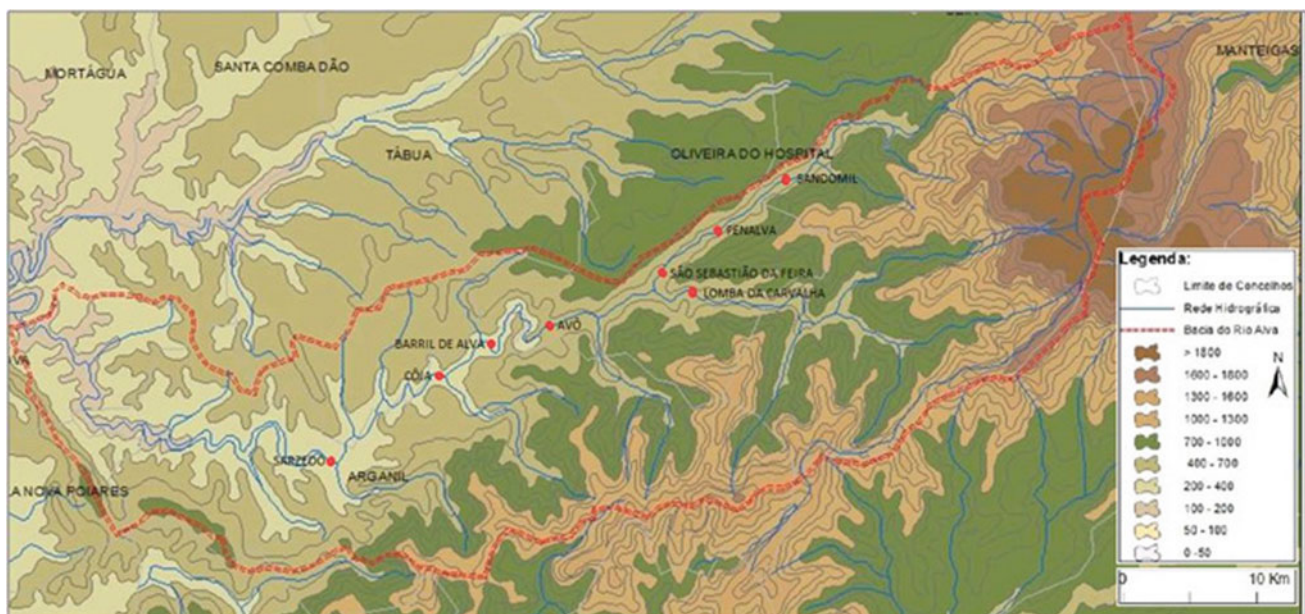 MANTEIGAS
SANTA COMBA DÃO
MORTÁGUA
TÁBUA
OLIVEIRA DO HOSPITAL
SANDOMIL
PENALVA
SÃO SEBASTIÃO DA FEIRA
LOMBA DA CARVALHA
AVÔ
BARRIL DE ALVA
CÔJA
SARZEDO
ARGANIL
LA NOVA POIARES
Legenda:
Limite de Concelhos
Rede Hidrográfica
Bacia do Rio Alva
> 1800
1600 - 1800
1300 - 1600
1000 - 1300
700 - 1000
400 - 700
200 - 400
100 - 200
50 - 100
0 - 50
N
0 10 Km